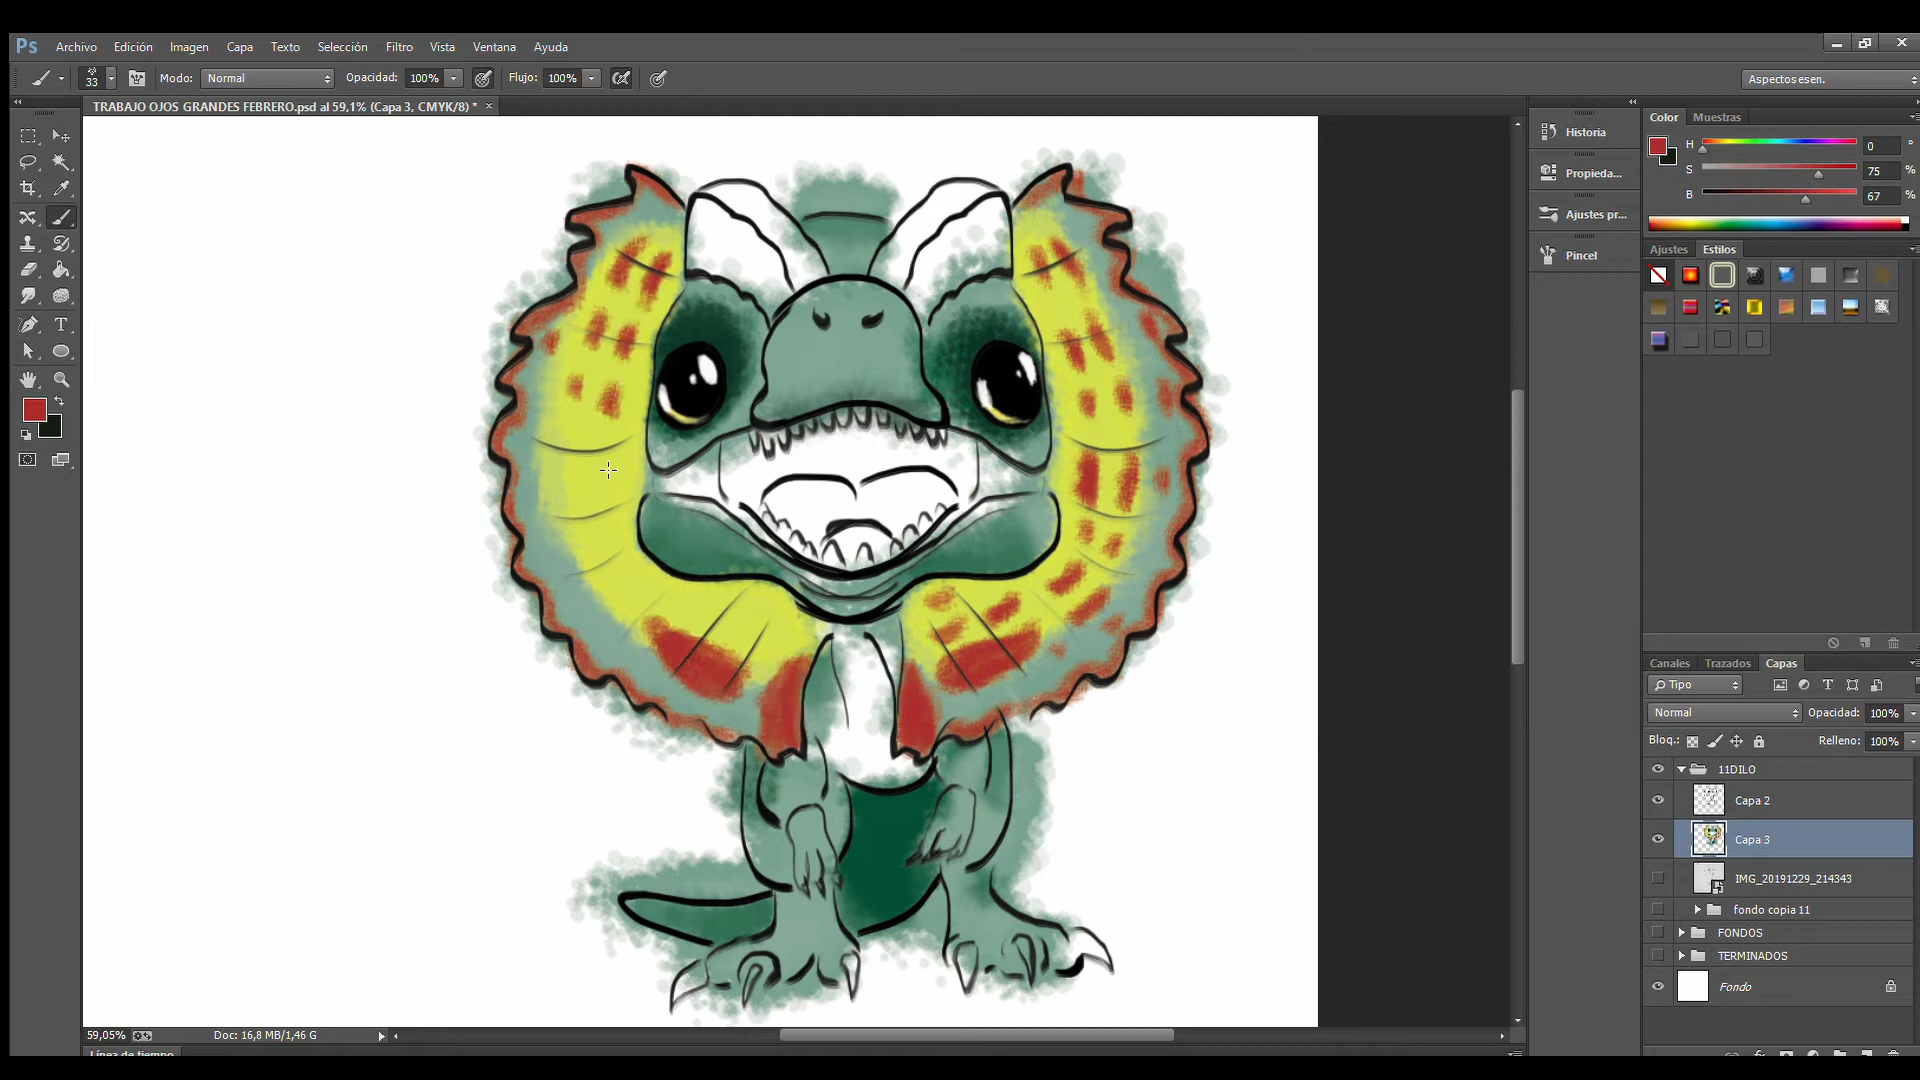 Ps Archivo Edición Imagen Capa Texto Selección Filtro Vista Ventana Ayuda
33 Modo: Normal Opacidad: 100% Flujo: 100% Aspectos esen.
TRABAJO OJOS GRANDES FEBRERO.psd al 59,1% (Capa 3, CMYK/8) * ×
Historia
Propieda...
Ajustes pr...
Pincel
Color Muestras
H 0 °
S 75 %
B 67 %
Ajustes Estilos
Canales Trazados Capas
Tipo
Normal Opacidad: 100%
Bloq.: Relleno: 100%
11DILO
Capa 2
Capa 3
IMG_20191229_214343
fondo copia 11
FONDOS
TERMINADOS
Fondo
59,05% Doc: 16,8 MB/1,46 G
Línea de tiempo